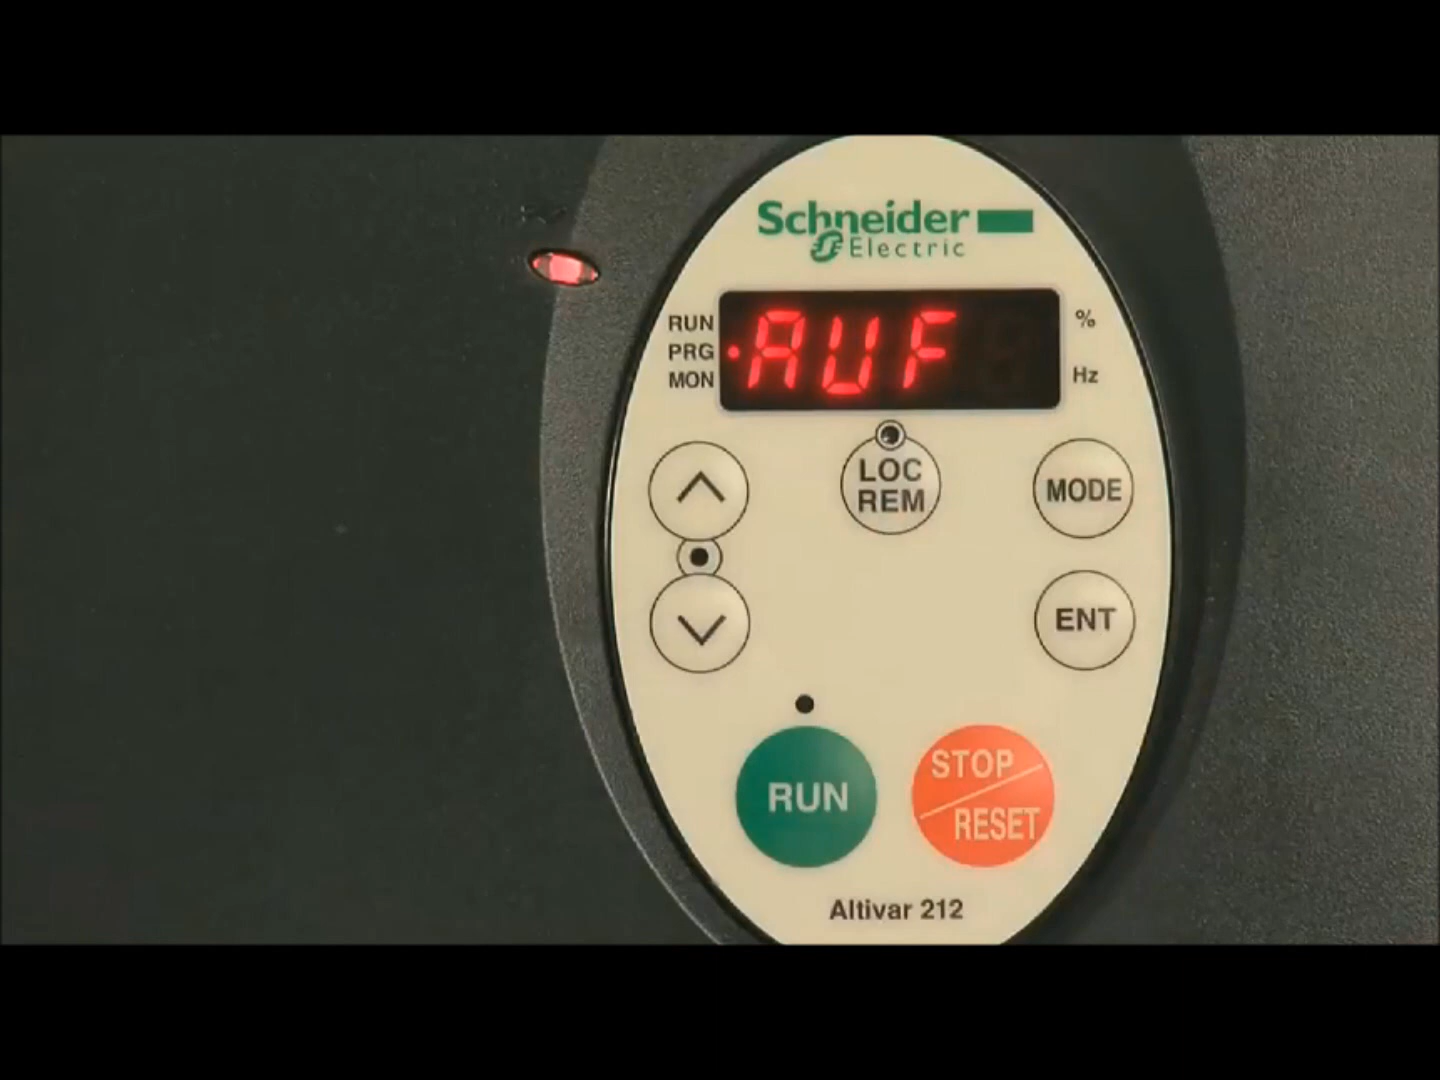 Schneider
Electric
RUN
PRG
MON
AUF
%
Hz
LOC
REM
MODE
ENT
RUN
STOP
RESET
Altivar 212